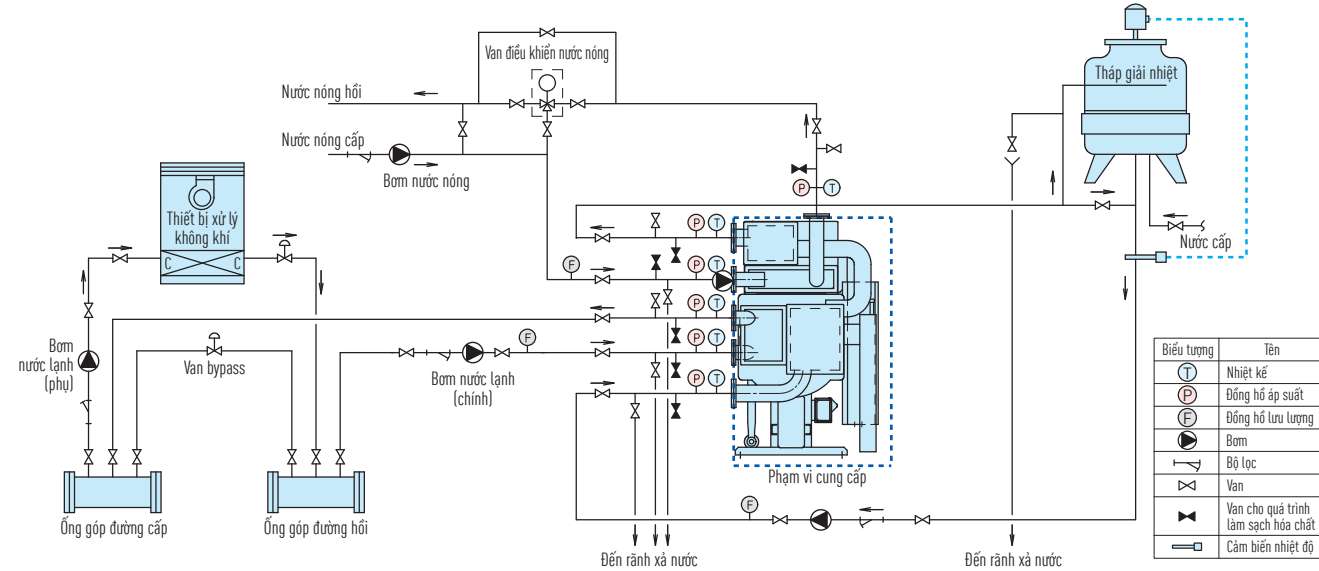 Van điều khiển nước nóng
Tháp giải nhiệt
Nước nóng hồi
Nước nóng cấp
Bơm nước nóng
P T
Thiết bị xử lý
không khí
C C
Nước cấp
P T
F P T
P T
F P T
P T
Bơm
nước lạnh
(phụ)
Van bypass
Bơm nước lạnh
(chính)
Phạm vi cung cấp
F
Ống góp đường cấp
Ống góp đường hồi
Đến rãnh xả nước
Đến rãnh xả nước
Biểu tượng Tên
T Nhiệt kế
P Đồng hồ áp suất
F Đồng hồ lưu lượng
Bơm
Bộ lọc
Van
Van cho quá trình
làm sạch hóa chất
Cảm biến nhiệt độ